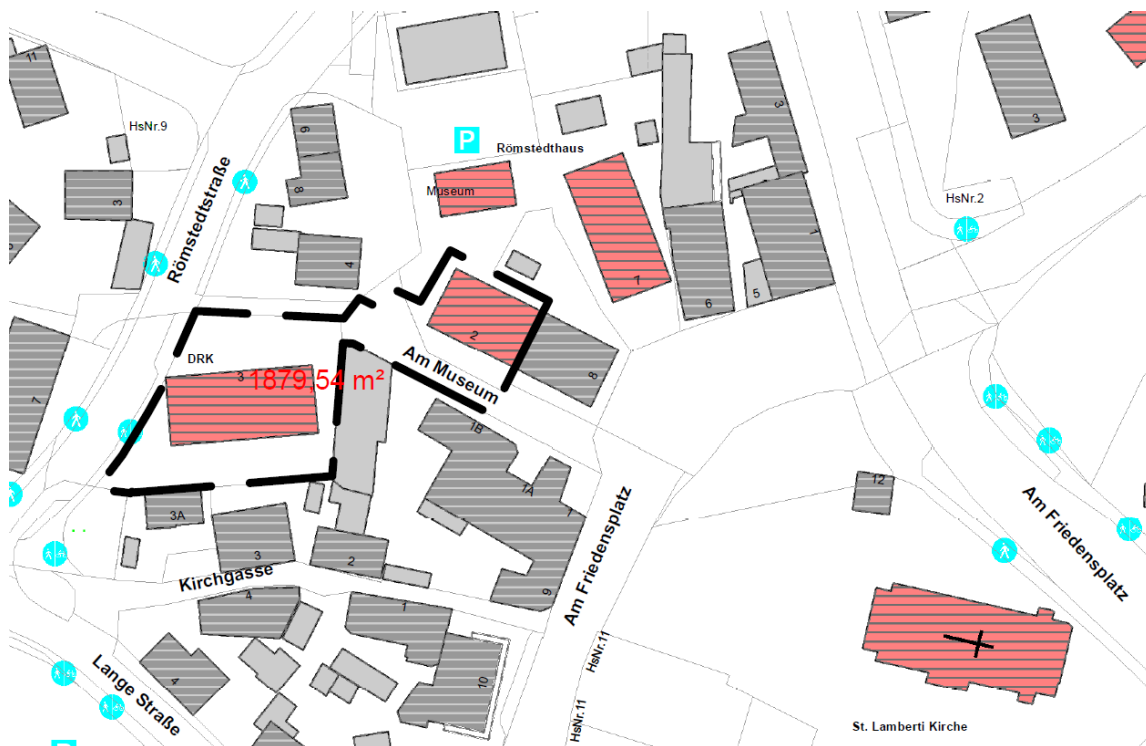 11
HsNr.9
3
Römstedtstraße
9
8
4
P
Römstedthaus
Museum
3
1
7
6
5
HsNr.2
3
2
8
Am Museum
DRK
3
1879,54 m²
7
1B
1A
7
9
3A
3
2
Kirchgasse
4
1
4
10
Lange Straße
Am Friedensplatz
HsNr.11
HsNr.11
12
Am Friedensplatz
St. Lamberti Kirche